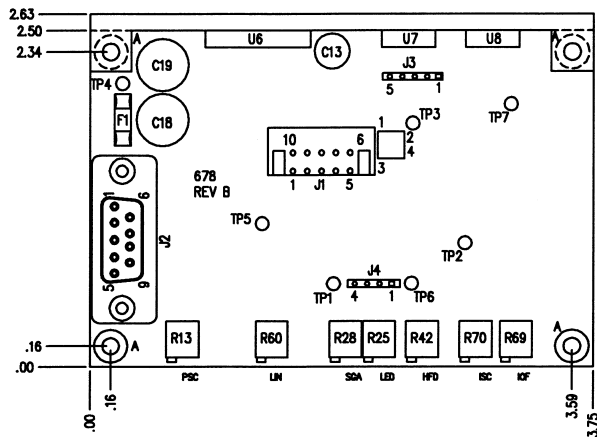 2.63
2.50
2.34
A
U6
U7
U8
A
C19
C13
J3
5 1
TP4
F1
C18
TP3
TP7
10 6
1
2
4
3
1 J1 5
678
REV B
1
6
J2
5
9
TP5
TP2
J4
TP1
4 1
TP6
.16
A
R13
R60
R28
R25
R42
R70
R69
A
.00
PSC
LIN
SGA
LED
HFD
ISC
IOF
.00
.16
3.59
3.75